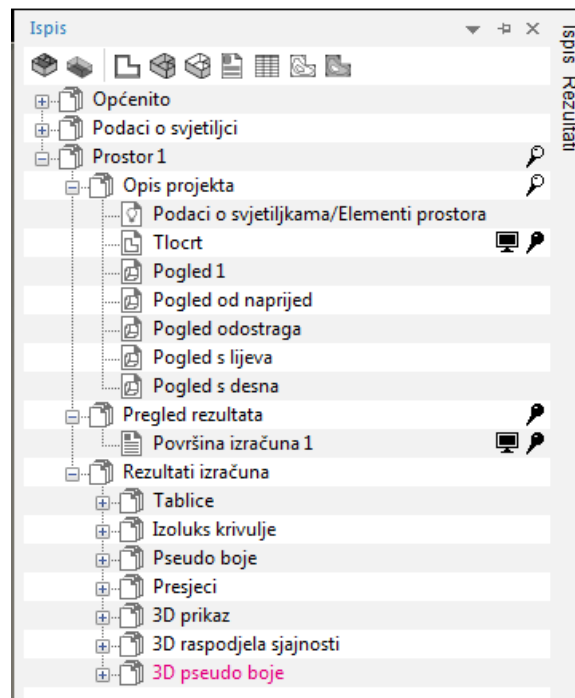 Ispis
Općenito
Podaci o svjetiljci
Prostor 1
Opis projekta
Podaci o svjetiljkama/Elementi prostora
Tlocrt
Pogled 1
Pogled od naprijed
Pogled odostraga
Pogled s lijeva
Pogled s desna
Pregled rezultata
Površina izračuna 1
Rezultati izračuna
Tablice
Izoluks krivulje
Pseudo boje
Presjeci
3D prikaz
3D raspodjela sjajnosti
3D pseudo boje
Ispis Rezultati